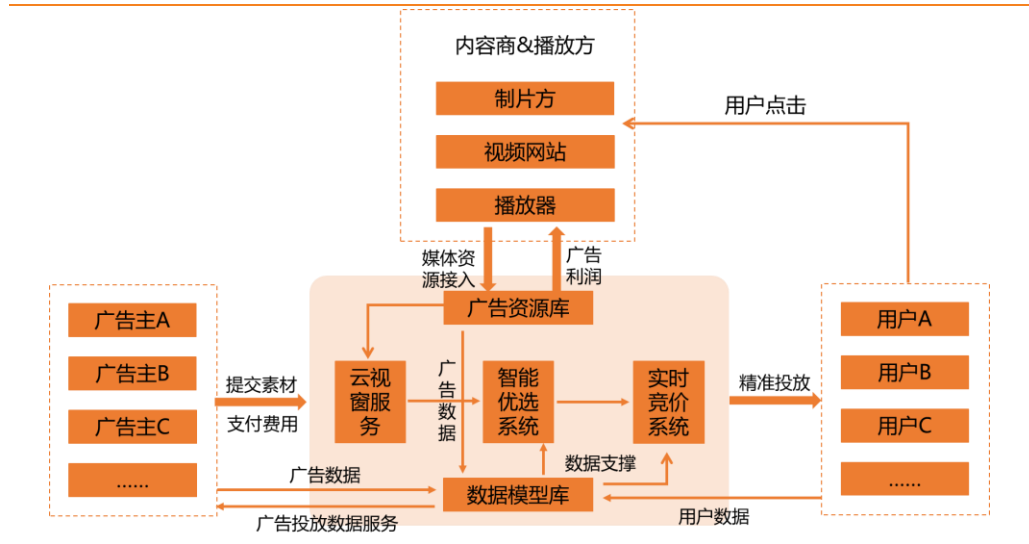 内容商&播放方
制片方
视频网站
播放器
用户点击
媒体资
源接入
广告
利润
广告资源库
广告主A
广告主B
广告主C
……
提交素材
支付费用
云视
窗服
务
广
告
数
据
智能
优选
系统
实时
竞价
系统
精准投放
用户A
用户B
用户C
……
数据支撑
广告数据
数据模型库
广告投放数据服务
用户数据